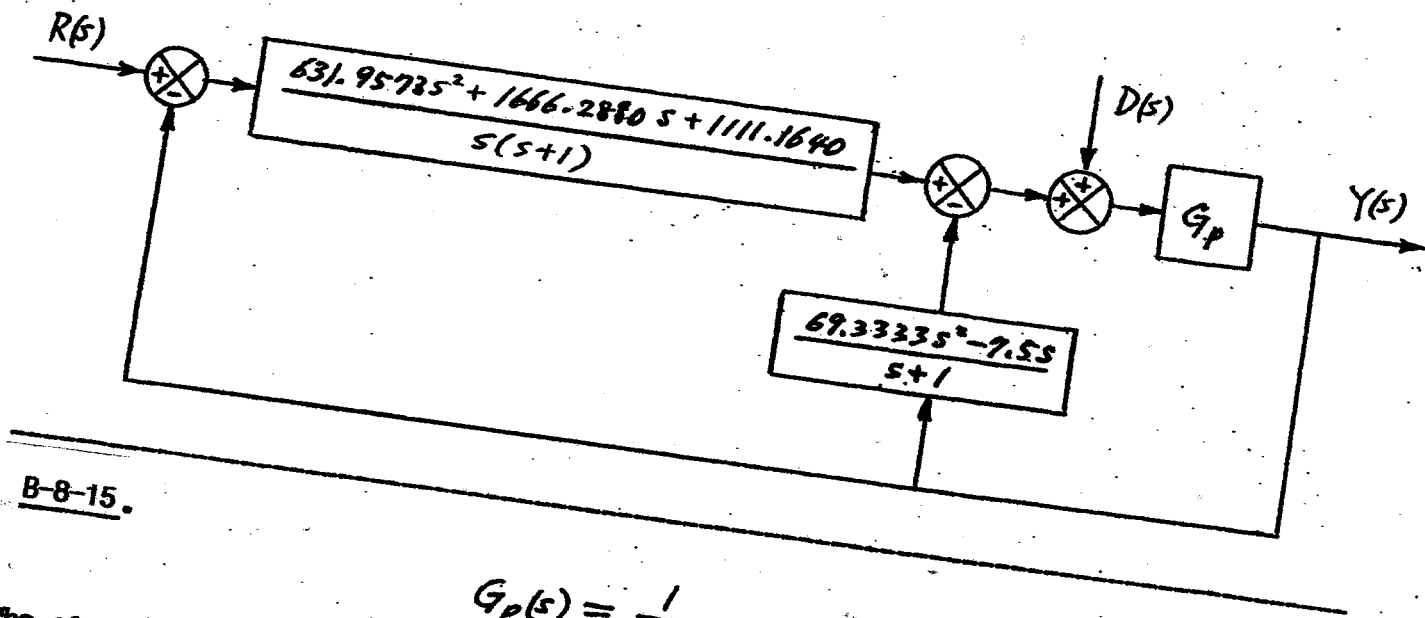 R(s)
631.9573s² + 1666.2880 s + 1111.1640
s(s+1)
D(s)
+
-
+
-
+
+
Gp
Y(s)
69.3333s² - 7.5s
s+1
B-8-15.
Gp(s) = 1